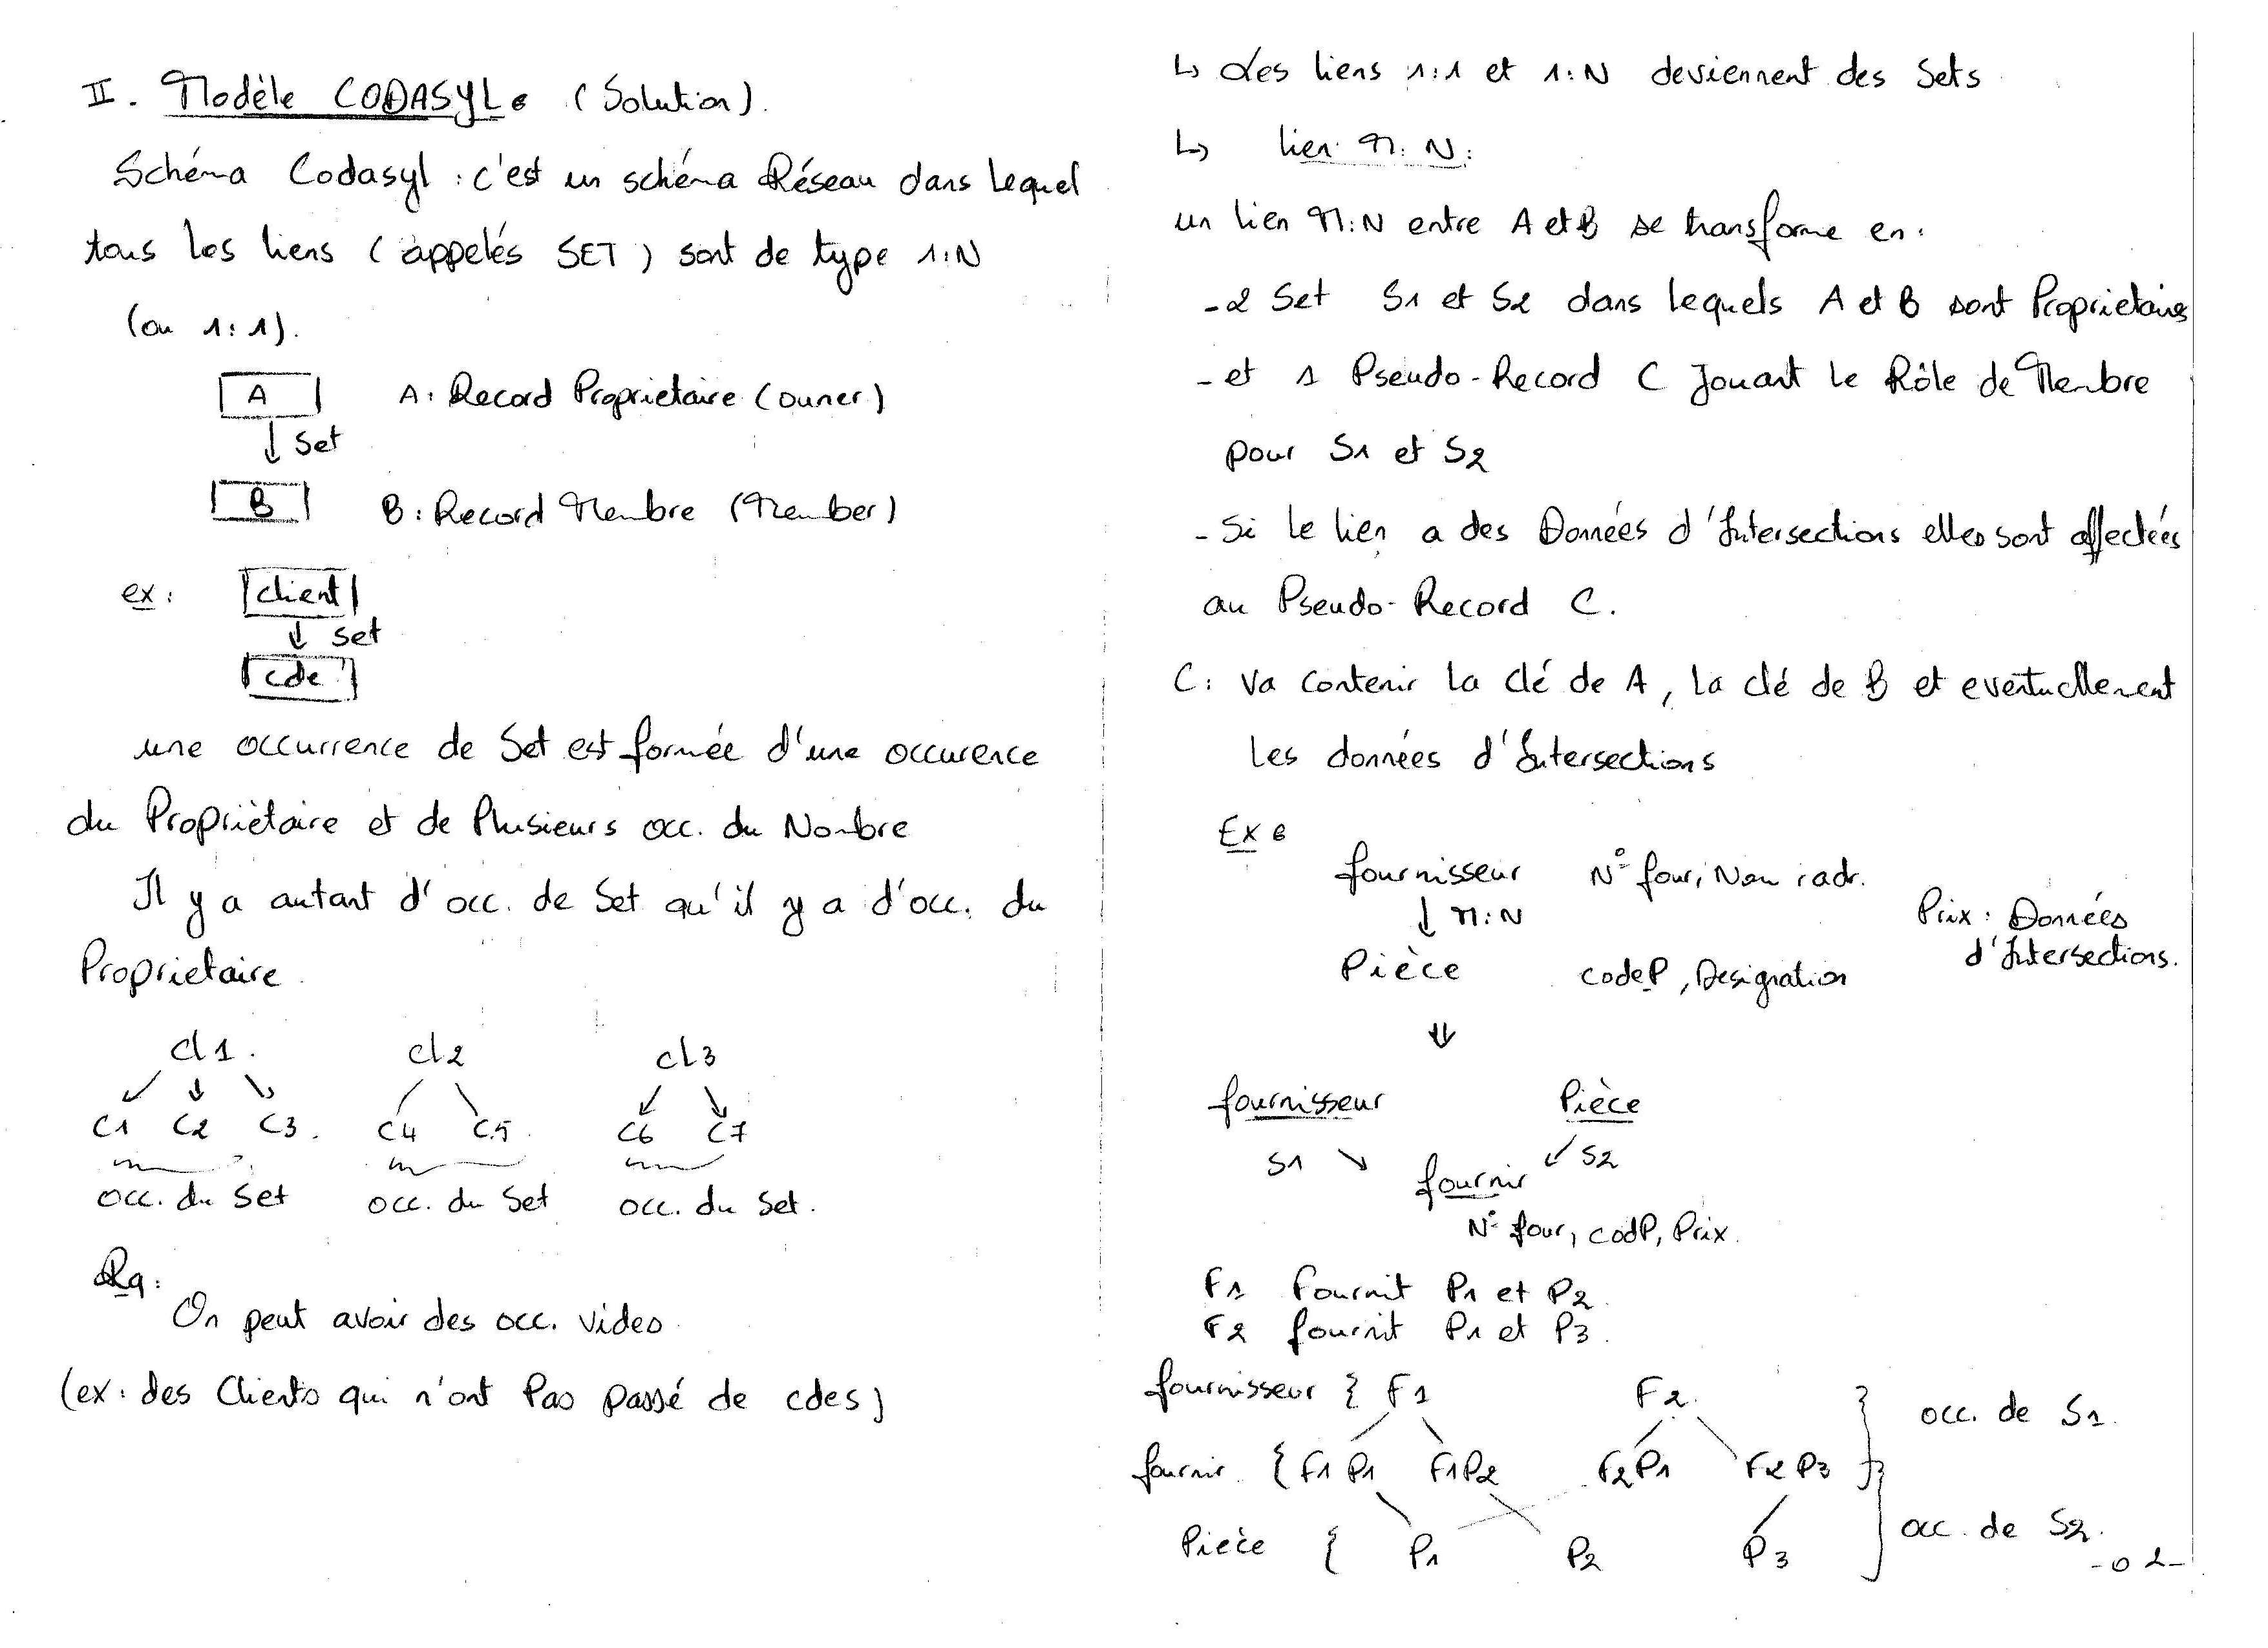 II. Modèle CODASYL. (Solution).
Schéma Codasyl : c'est un schéma Réseau dans Lequel
tous les liens (appelés SET) sont de type 1:N
(ou 1:1).
A
A: Record Proprietaire (owner)
↓ Set
B
B: Record Membre (Member)
ex:
client
↓ set
cde
une occurrence de Set est formée d'une occurence
du Propriètaire et de Plusieurs occ. du Nombre
Il y a autant d'occ. de Set qu'il y a d'occ. du
Proprietaire.
cl1. cl2 cl3
C1 C2 C3. C4 C5. C6 C7
occ. du Set occ. du Set occ. du Set.
Rq:
On peut avoir des occ. vides
(ex: des Clients qui n'ont Pas passé de cdes)
↳ Les liens 1:1 et 1:N deviennent des Sets
↳ lien M:N:
un lien M:N entre A et B se transforme en:
-2 Set S1 et S2 dans lequels A et B sont Proprietaires
-et 1 Pseudo-Record C Jouant le Rôle de Membre
pour S1 et S2
-Si le lien a des Données d'Intersections elles sont affectées
au Pseudo-Record C.
C: Va contenir la clé de A, la clé de B et eventuellement
les données d'Intersections
Ex:
fournisseur N° four, Nom, adr.
↓ M:N
Prix: Données
d'Intersections.
Pièce codeP, Designation
⇓
fournisseur Pièce
S1 ↘ ↙ S2
fournir
N° four, codP, Prix.
F1 Fournit P1 et P2.
F2 fournit P1 et P3.
fournisseur { F1 F2. } occ. de S1.
fournir { F1P1 F1P2 F2P1 F2P3 }
Pièce { P1 P2 P3 } occ. de S2.
-02-